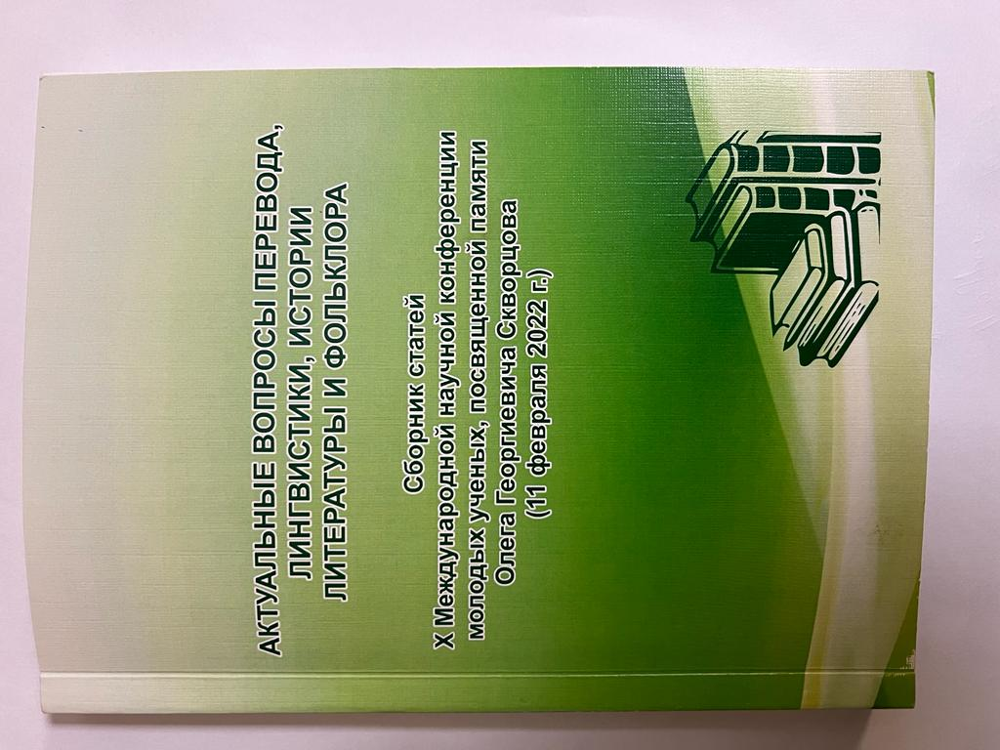 АКТУАЛЬНЫЕ ВОПРОСЫ ПЕРЕВОДА,
ЛИНГВИСТИКИ, ИСТОРИИ
ЛИТЕРАТУРЫ И ФОЛЬКЛОРА
Сборник статей
X Международной научной конференции
молодых ученых, посвященной памяти
Олега Георгиевича Скворцова
(11 февраля 2022 г.)